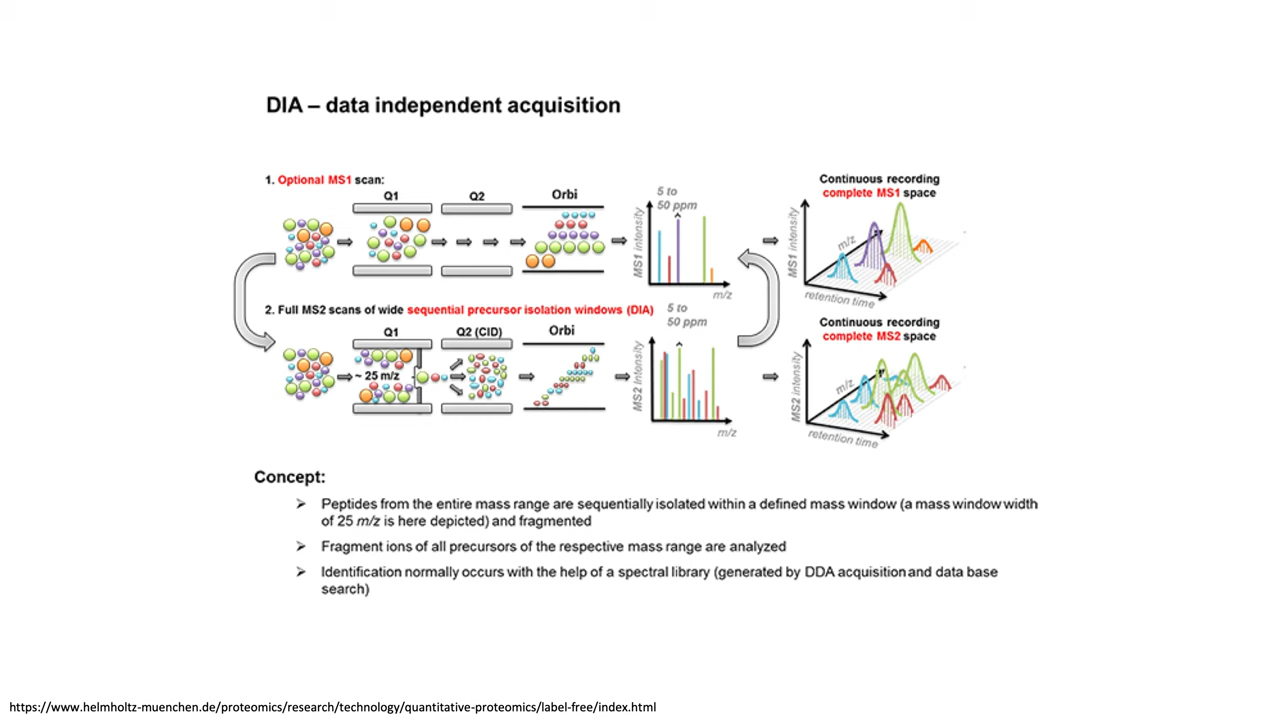 DIA – data independent acquisition
1. Optional MS1 scan:
Q1
Q2
Orbi
5 to
50 ppm
MS1 intensity
m/z
Continuous recording
complete MS1 space
MS1 intensity
m/z
retention time
2. Full MS2 scans of wide sequential precursor isolation windows (DIA)
Q1
Q2 (CID)
Orbi
~ 25 m/z
5 to
50 ppm
MS2 intensity
m/z
Continuous recording
complete MS2 space
MS2 intensity
m/z
retention time
Concept:
➢ Peptides from the entire mass range are sequentially isolated within a defined mass window (a mass window width
of 25 m/z is here depicted) and fragmented
➢ Fragment ions of all precursors of the respective mass range are analyzed
➢ Identification normally occurs with the help of a spectral library (generated by DDA acquisition and data base
search)
https://www.helmholtz-muenchen.de/proteomics/research/technology/quantitative-proteomics/label-free/index.html